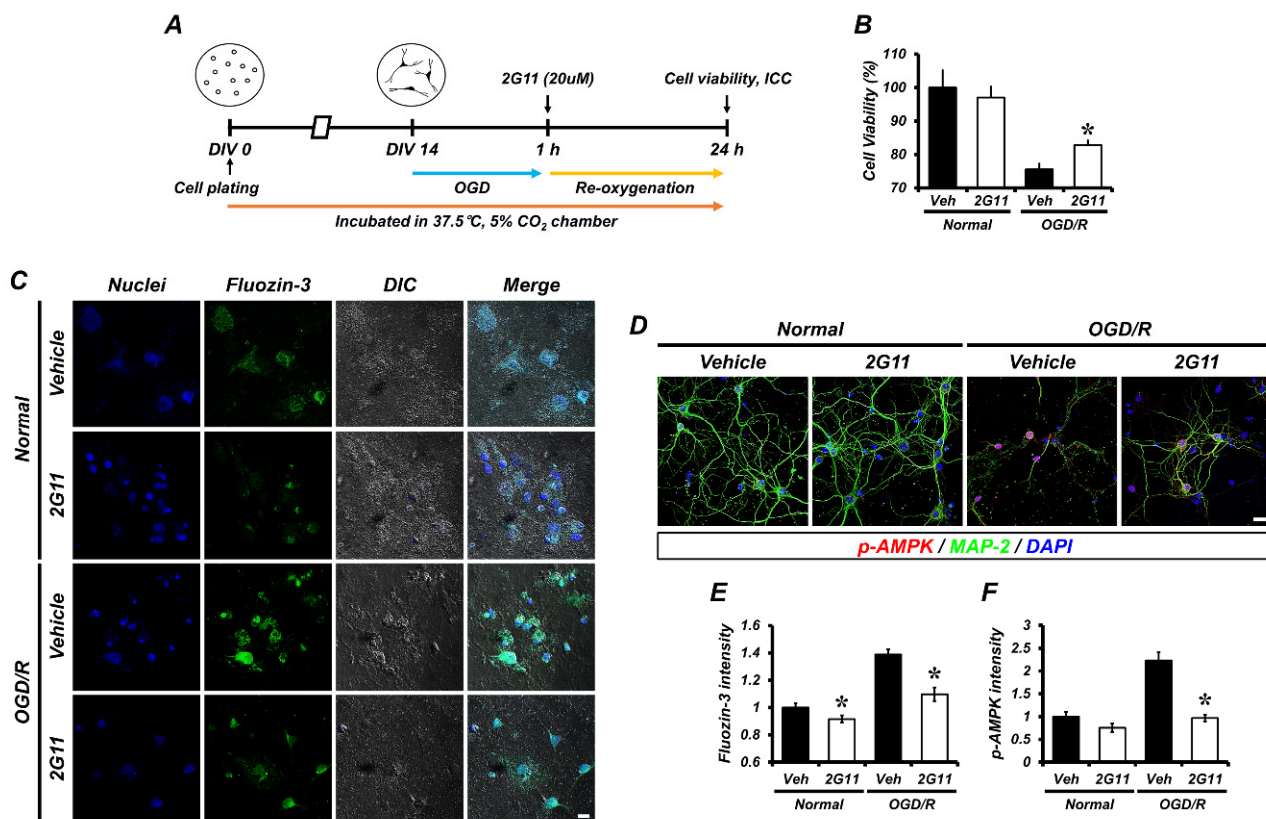 A
2G11 (20uM)
Cell viability, ICC
DIV 0
DIV 14
1 h
24 h
Cell plating
OGD
Re-oxygenation
Incubated in 37.5°C, 5% CO₂ chamber
B
Cell Viability (%)
110
100
90
80
70
*
Veh 2G11 Veh 2G11
Normal OGD/R
C
Nuclei Fluozin-3 DIC Merge
Normal
Vehicle
2G11
OGD/R
Vehicle
2G11
D
Normal OGD/R
Vehicle 2G11 Vehicle 2G11
p-AMPK / MAP-2 / DAPI
E
Fluozin-3 intensity
1.6
1.4
1.2
1
0.8
0.6
*
*
Veh 2G11 Veh 2G11
Normal OGD/R
F
p-AMPK intensity
3
2.5
2
1.5
1
0.5
0
*
Veh 2G11 Veh 2G11
Normal OGD/R